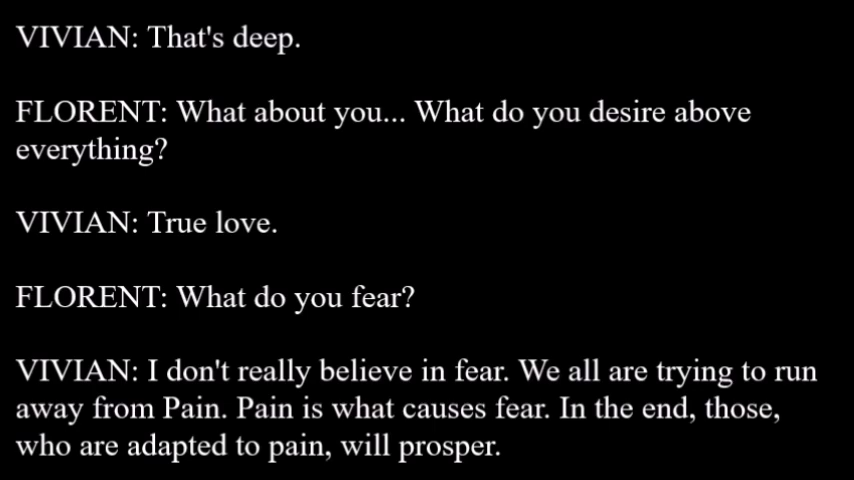 VIVIAN: That's deep.
FLORENT: What about you... What do you desire above
everything?
VIVIAN: True love.
FLORENT: What do you fear?
VIVIAN: I don't really believe in fear. We all are trying to run
away from Pain. Pain is what causes fear. In the end, those,
who are adapted to pain, will prosper.